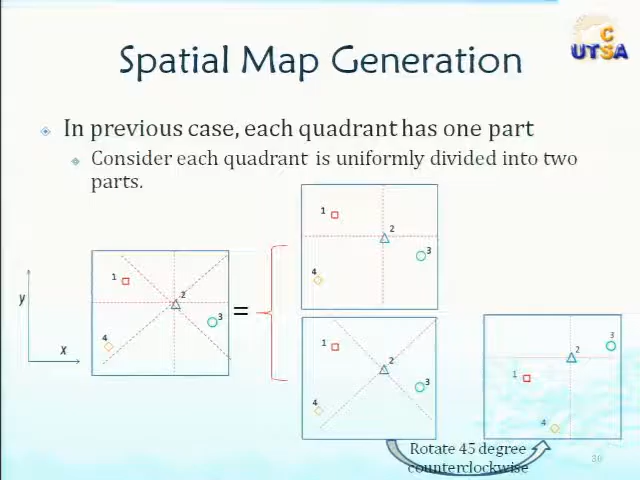 C
UTSA
Spatial Map Generation
In previous case, each quadrant has one part
Consider each quadrant is uniformly divided into two
parts.
1
2
3
4
y
x
1
2
3
4
=
1
2
3
4
1
2
3
4
Rotate 45 degree
counterclockwise
30